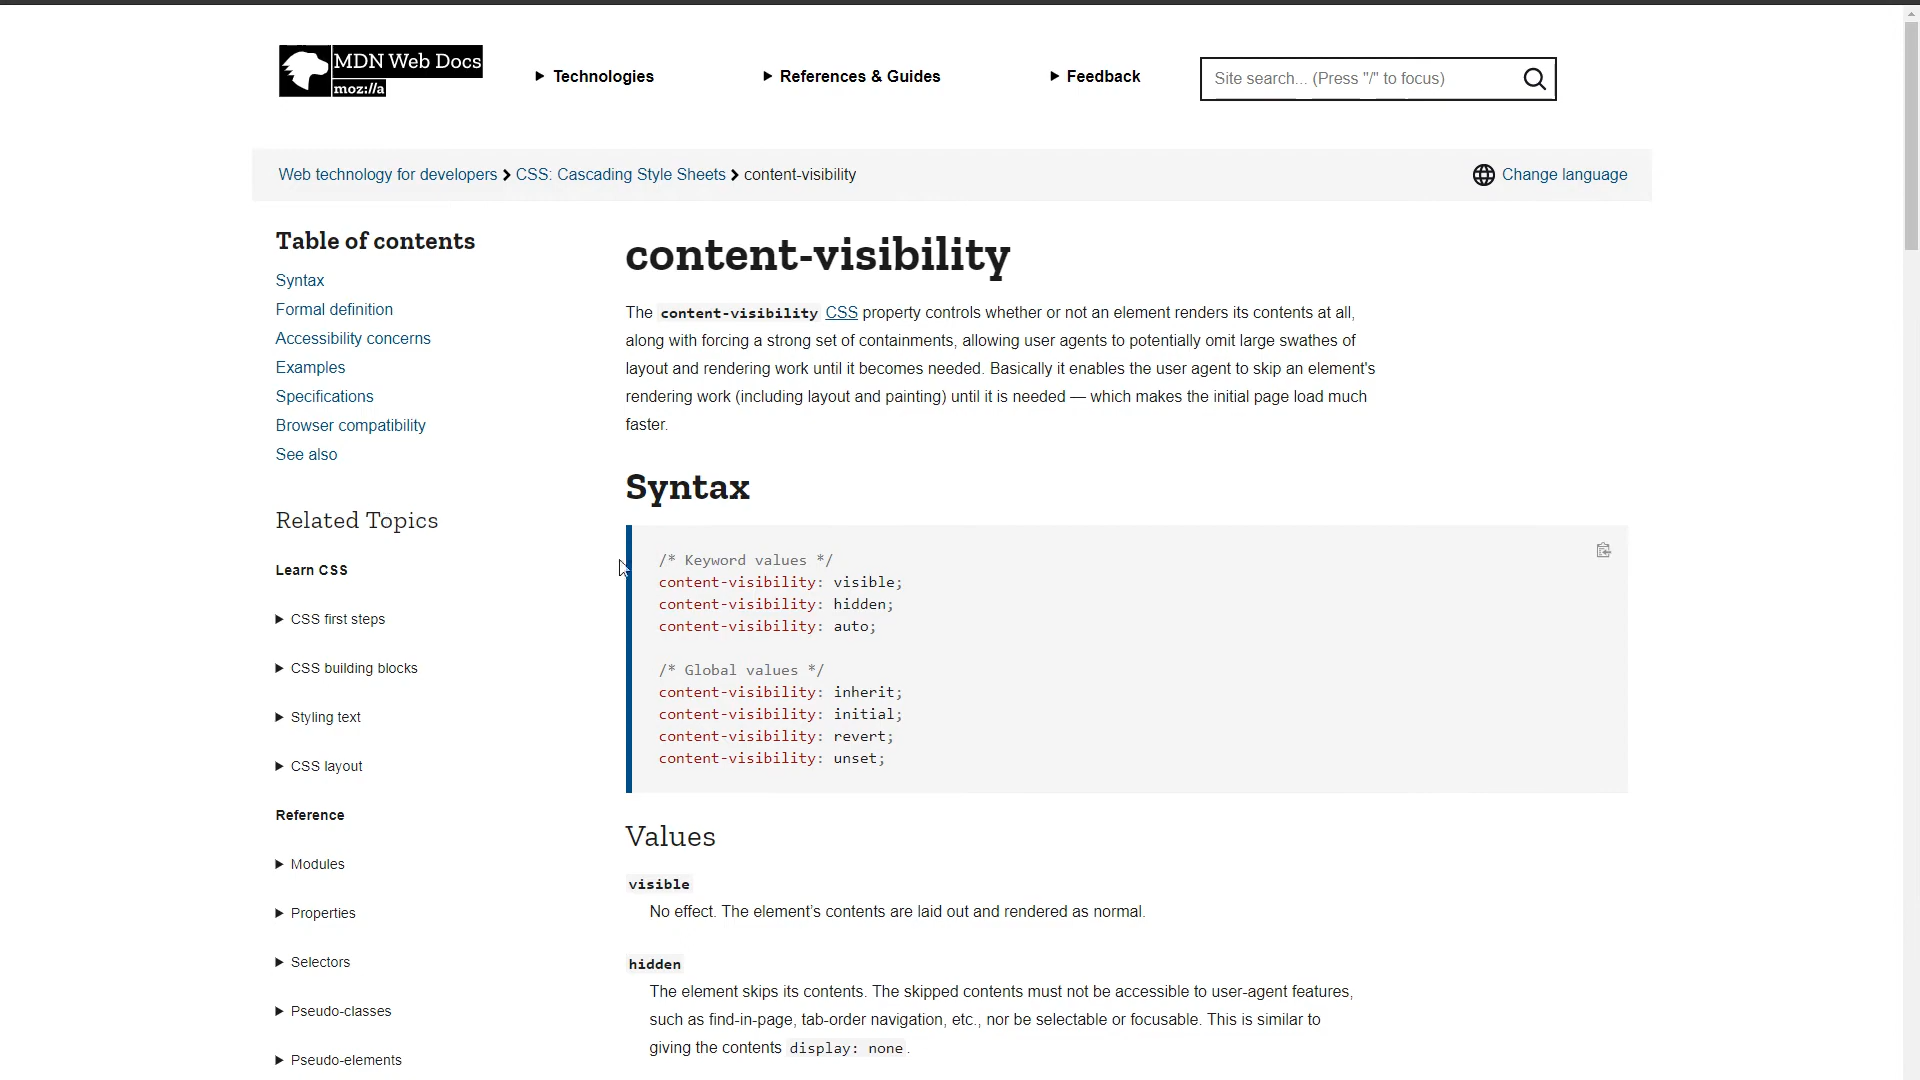 MDN Web Docs
moz://a
Technologies
References & Guides
Feedback
Site search... (Press "/" to focus)
Web technology for developers
CSS: Cascading Style Sheets
content-visibility
Change language
Table of contents
Syntax
Formal definition
Accessibility concerns
Examples
Specifications
Browser compatibility
See also
Related Topics
Learn CSS
CSS first steps
CSS building blocks
Styling text
CSS layout
Reference
Modules
Properties
Selectors
Pseudo-classes
Pseudo-elements
content-visibility
The content-visibility CSS property controls whether or not an element renders its contents at all,
along with forcing a strong set of containments, allowing user agents to potentially omit large swathes of
layout and rendering work until it becomes needed. Basically it enables the user agent to skip an element's
rendering work (including layout and painting) until it is needed — which makes the initial page load much
faster.
Syntax
/* Keyword values */
content-visibility: visible;
content-visibility: hidden;
content-visibility: auto;
/* Global values */
content-visibility: inherit;
content-visibility: initial;
content-visibility: revert;
content-visibility: unset;
Values
visible
No effect. The element’s contents are laid out and rendered as normal.
hidden
The element skips its contents. The skipped contents must not be accessible to user-agent features,
such as find-in-page, tab-order navigation, etc., nor be selectable or focusable. This is similar to
giving the contents display: none.